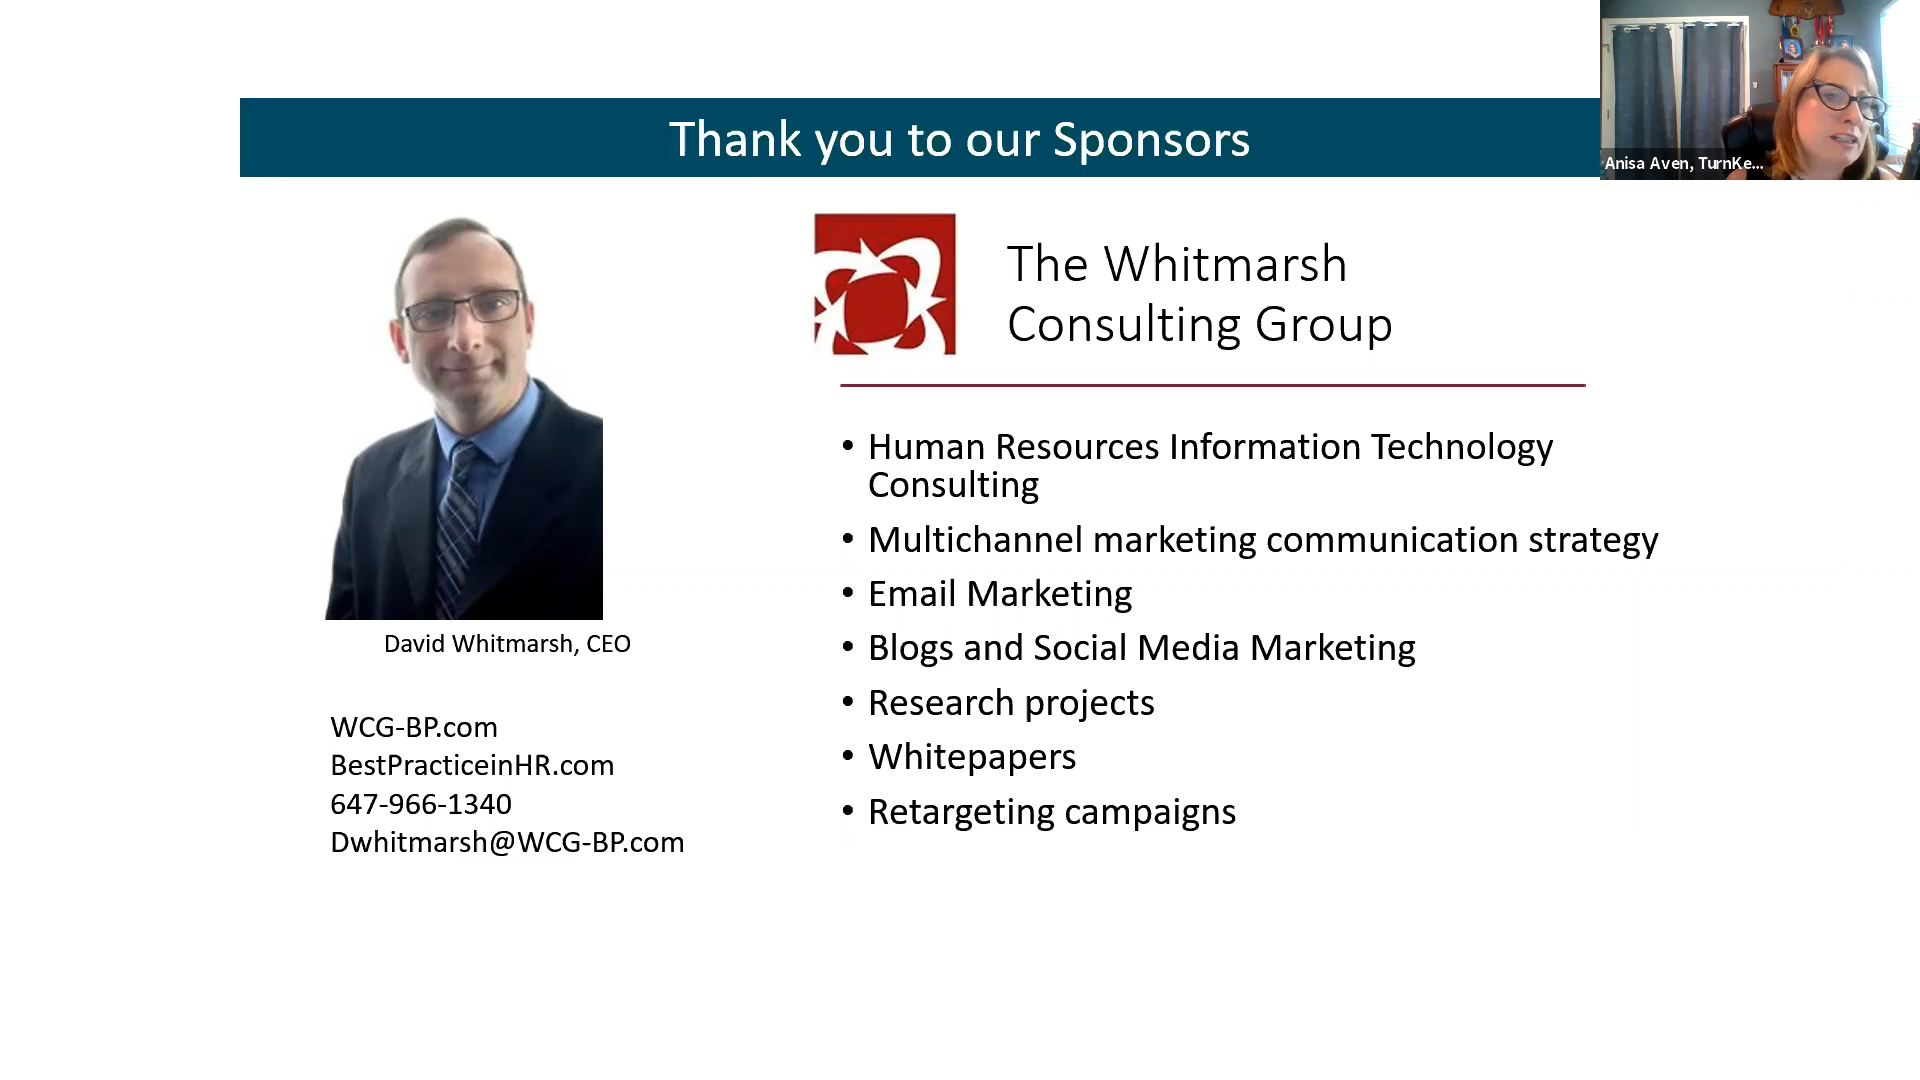 Thank you to our Sponsors
Anisa Aven, TurnKe...
The Whitmarsh
Consulting Group
• Human Resources Information Technology
Consulting
• Multichannel marketing communication strategy
• Email Marketing
• Blogs and Social Media Marketing
• Research projects
• Whitepapers
• Retargeting campaigns
David Whitmarsh, CEO
WCG-BP.com
BestPracticeinHR.com
647-966-1340
Dwhitmarsh@WCG-BP.com